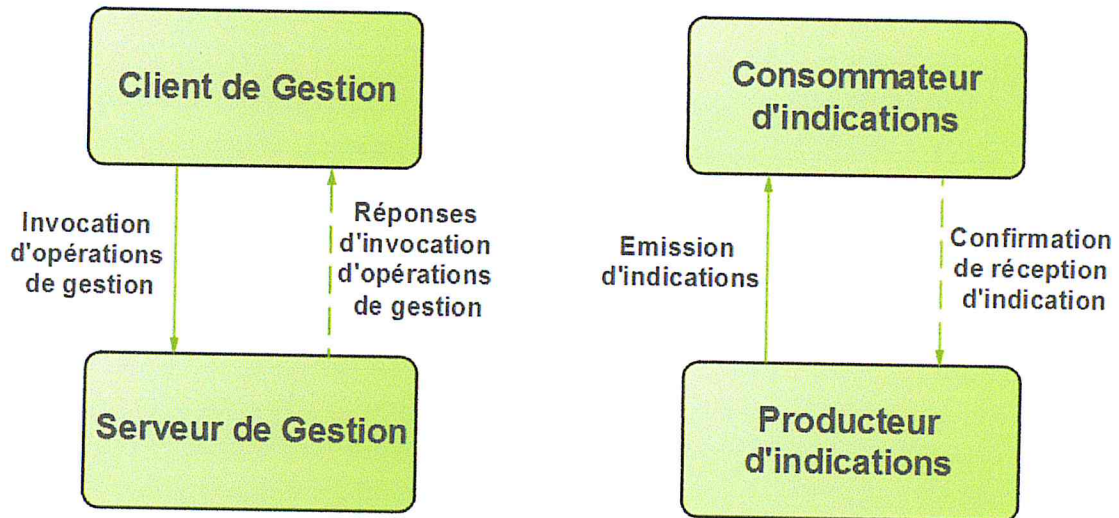 Client de Gestion
Invocation
d'opérations
de gestion
Réponses
d'invocation
d'opérations
de gestion
Serveur de Gestion
Consommateur
d'indications
Emission
d'indications
Confirmation
de réception
d'indication
Producteur
d'indications